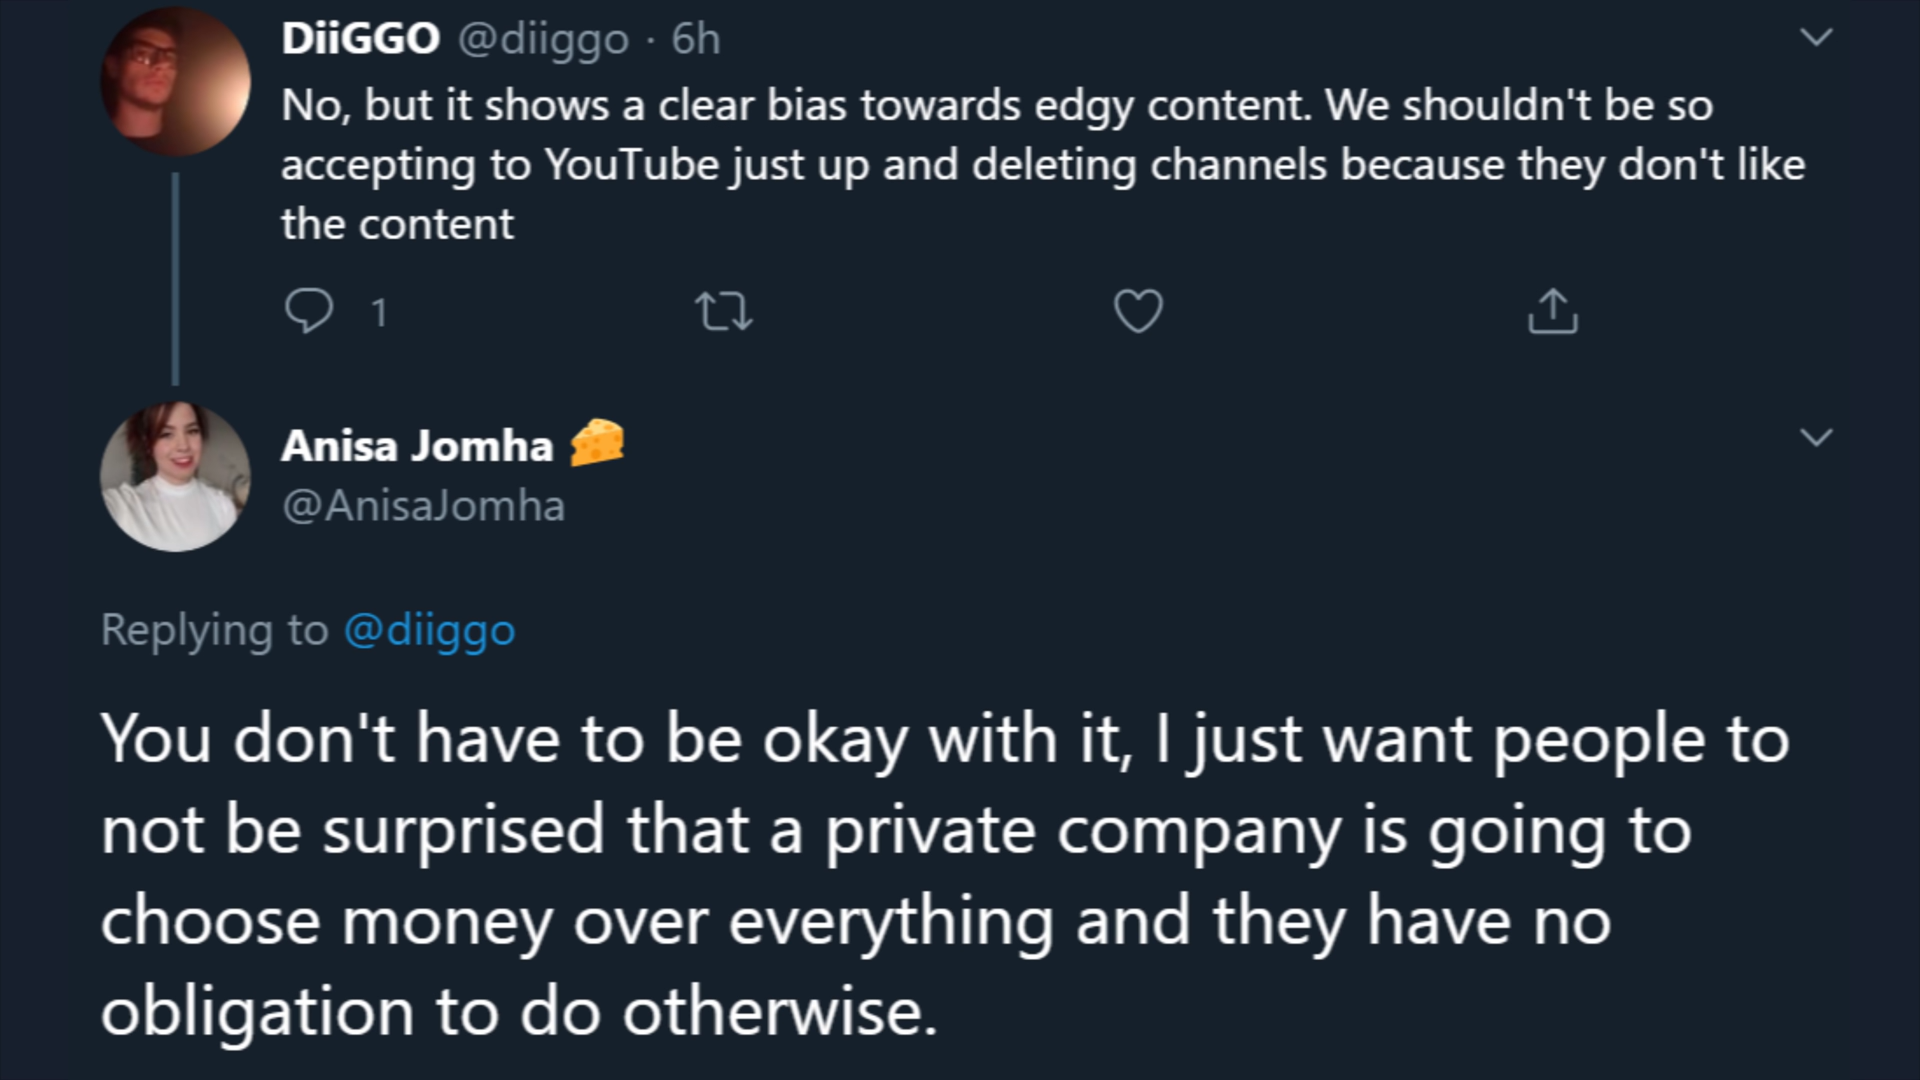 DiiGGO @diiggo · 6h
No, but it shows a clear bias towards edgy content. We shouldn't be so
accepting to YouTube just up and deleting channels because they don't like
the content
1
Anisa Jomha 🧀
@AnisaJomha
Replying to @diiggo
You don't have to be okay with it, I just want people to
not be surprised that a private company is going to
choose money over everything and they have no
obligation to do otherwise.